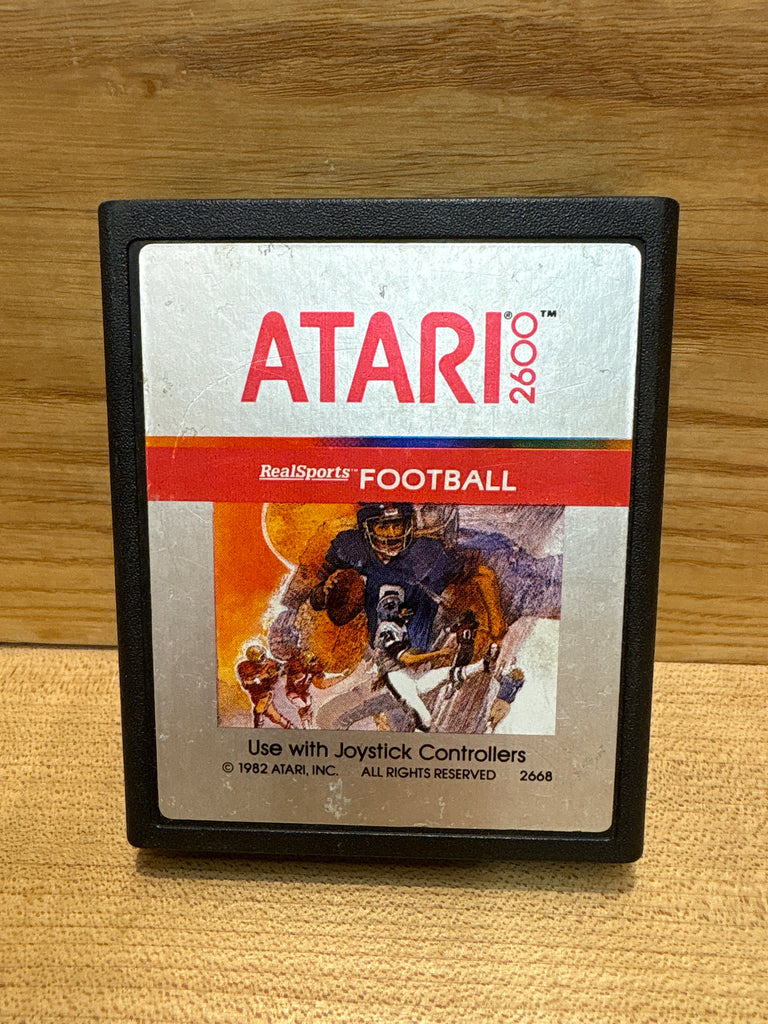 ATARI® 2600™
RealSports™ FOOTBALL
Use with Joystick Controllers
© 1982 ATARI, INC. ALL RIGHTS RESERVED 2668